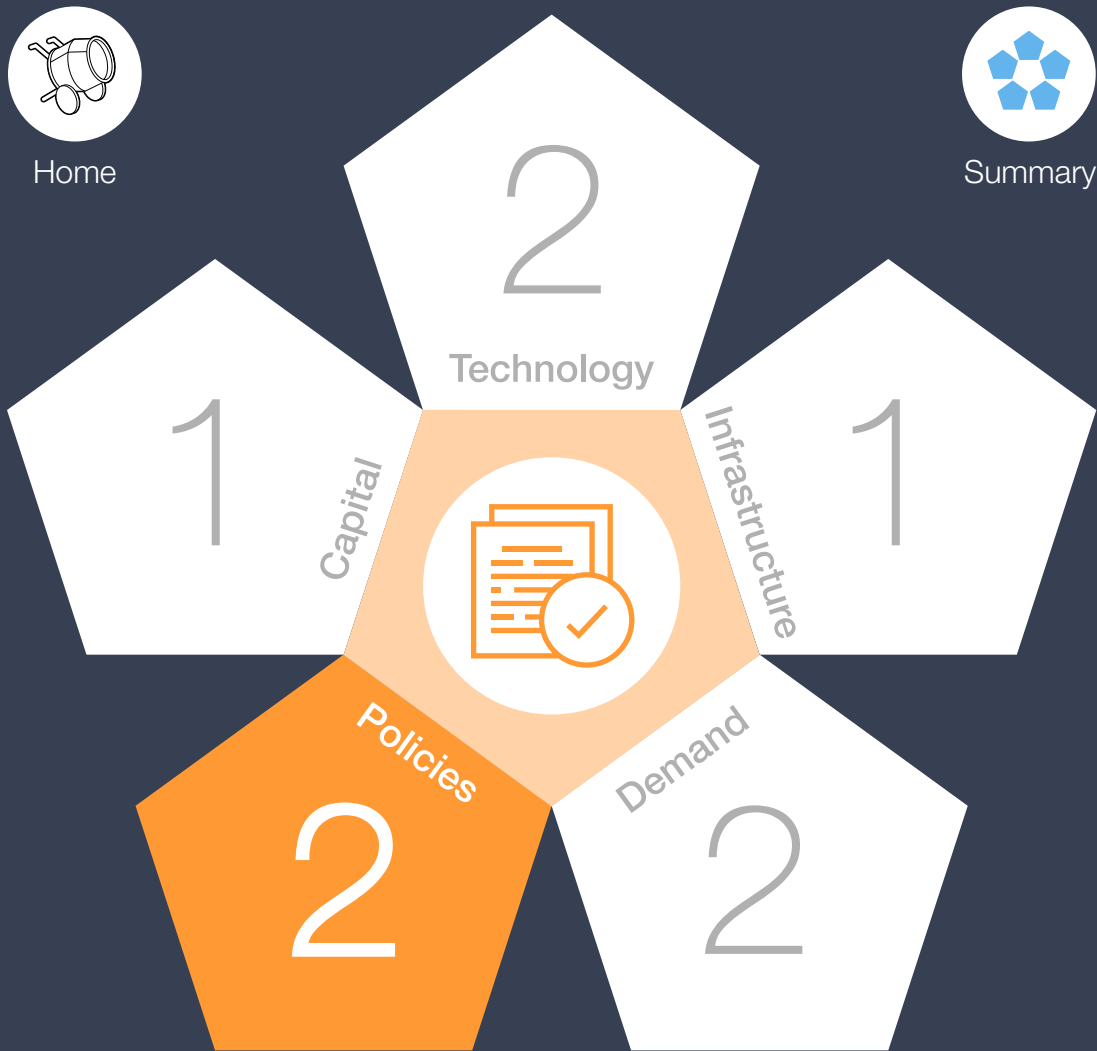 Home
Summary
2
Technology
1
Capital
Infrastructure
1
Policies
2
Demand
2